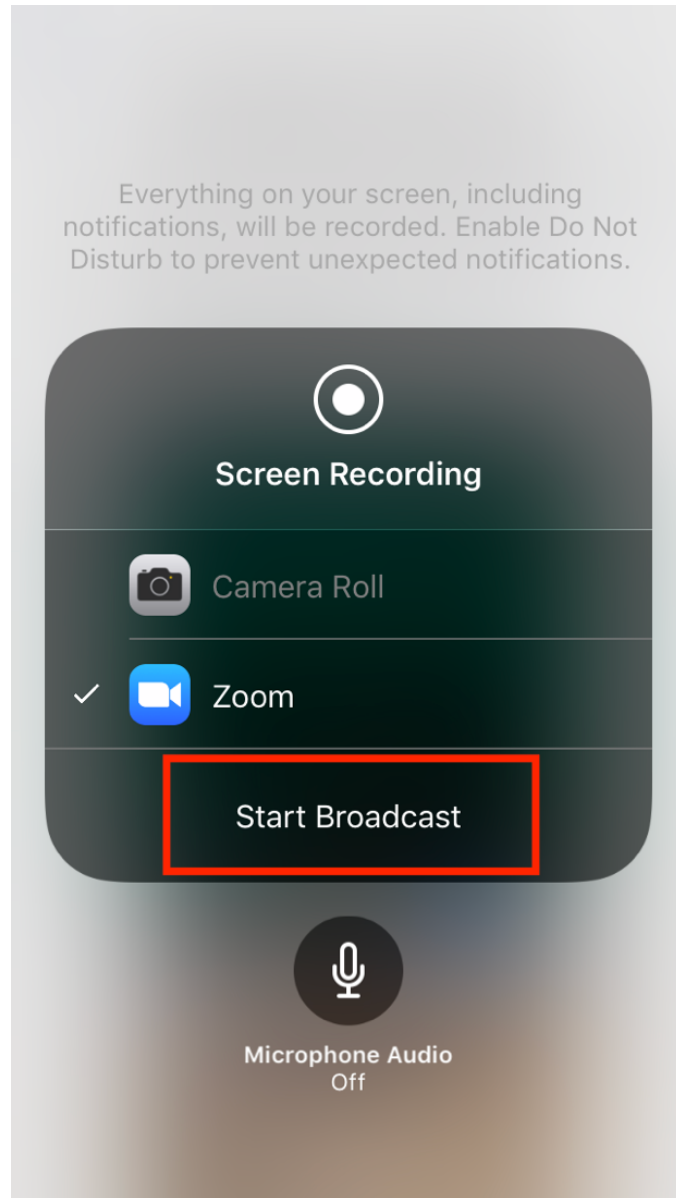 Everything on your screen, including
notifications, will be recorded. Enable Do Not
Disturb to prevent unexpected notifications.
Screen Recording
Camera Roll
Zoom
Start Broadcast
Microphone Audio
Off